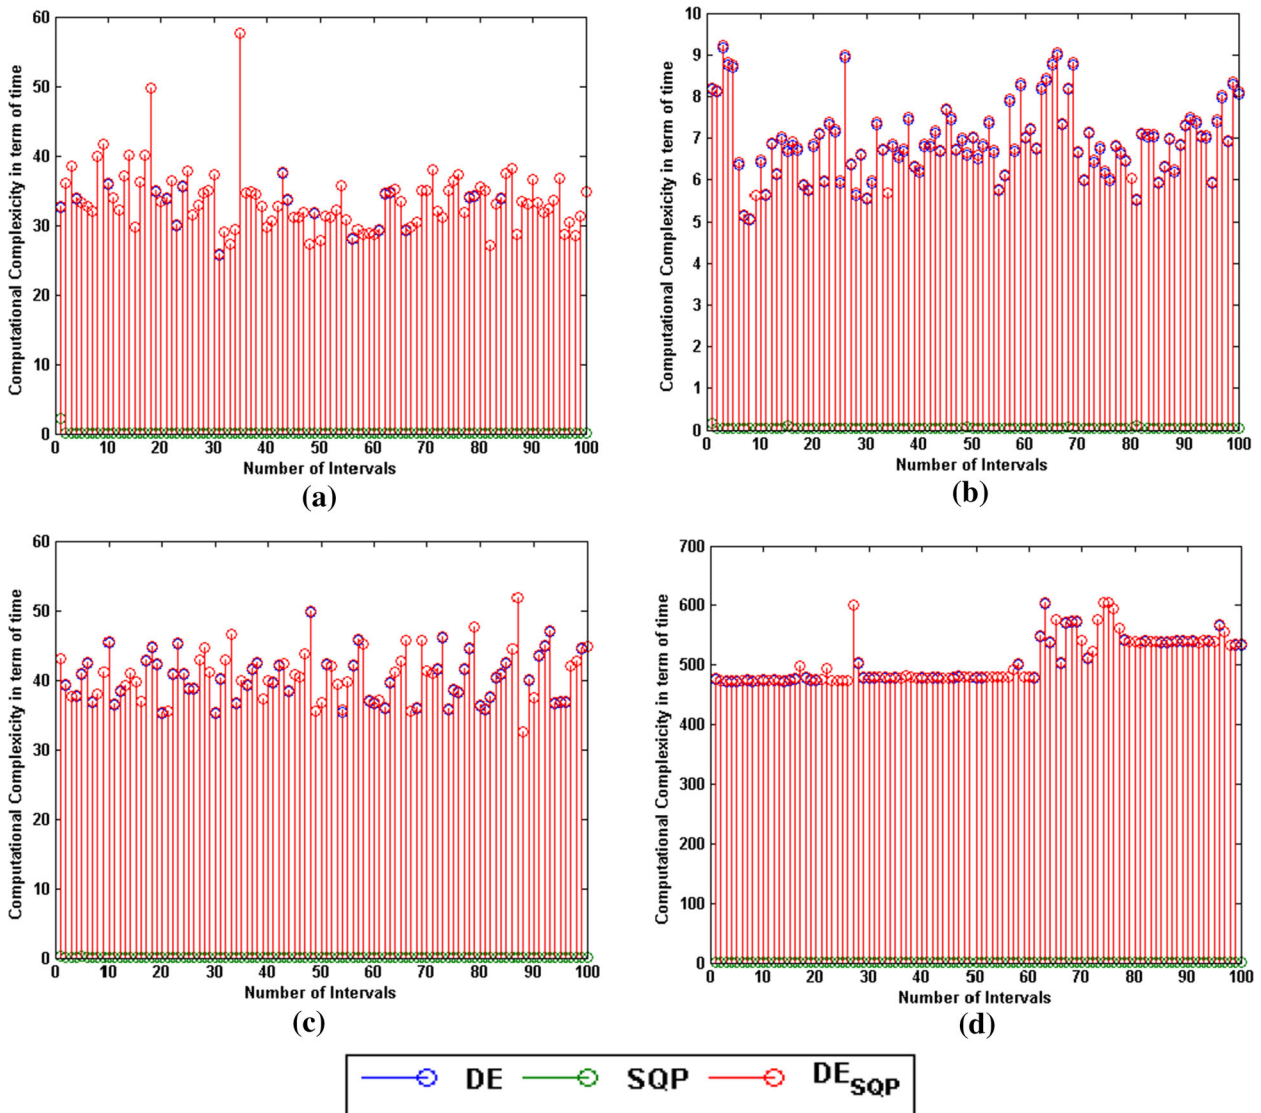 60
50
40
30
20
10
0
Computational Complexicity in term of time
0 10 20 30 40 50 60 70 80 90 100
Number of Intervals
(a)
10
9
8
7
6
5
4
3
2
1
0
Computational Complexicity in term of time
0 10 20 30 40 50 60 70 80 90 100
Number of Intervals
(b)
60
50
40
30
20
10
0
Computational Complexicity in term of time
0 10 20 30 40 50 60 70 80 90 100
Number of Intervals
(c)
700
600
500
400
300
200
100
0
Computational Complexicity in term of time
0 10 20 30 40 50 60 70 80 90 100
Number of Intervals
(d)
DE SQP DE SQP